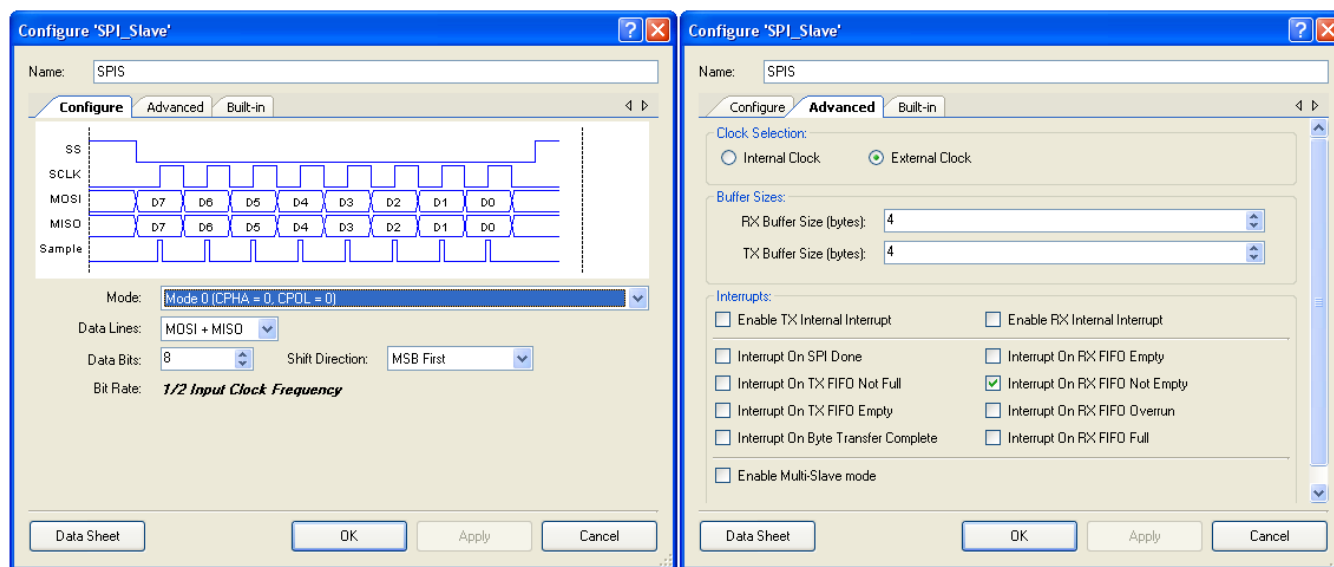 Configure 'SPI_Slave'
Name: SPIS
Configure Advanced Built-in
SS
SCLK
MOSI D7 D6 D5 D4 D3 D2 D1 D0
MISO D7 D6 D5 D4 D3 D2 D1 D0
Sample
Mode: Mode 0 (CPHA = 0, CPOL = 0)
Data Lines: MOSI + MISO
Data Bits: 8 Shift Direction: MSB First
Bit Rate: 1/2 Input Clock Frequency
Data Sheet OK Apply Cancel
Configure 'SPI_Slave'
Name: SPIS
Configure Advanced Built-in
Clock Selection:
Internal Clock External Clock
Buffer Sizes:
RX Buffer Size (bytes): 4
TX Buffer Size (bytes): 4
Interrupts:
Enable TX Internal Interrupt Enable RX Internal Interrupt
Interrupt On SPI Done Interrupt On RX FIFO Empty
Interrupt On TX FIFO Not Full Interrupt On RX FIFO Not Empty
Interrupt On TX FIFO Empty Interrupt On RX FIFO Overrun
Interrupt On Byte Transfer Complete Interrupt On RX FIFO Full
Enable Multi-Slave mode
Data Sheet OK Apply Cancel